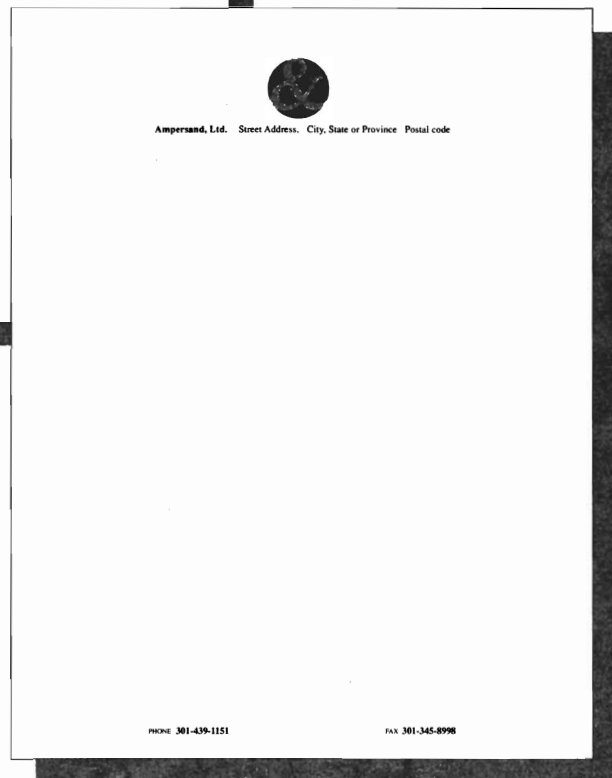 &
Ampersand, Ltd. Street Address. City, State or Province Postal code
PHONE 301-439-1151 FAX 301-345-8998